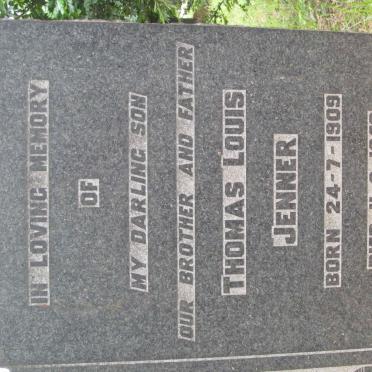 IN LOVING MEMORY
OF
MY DARLING SON
OUR BROTHER AND FATHER
THOMAS LOUIS
JENNER
BORN 24-7-1909